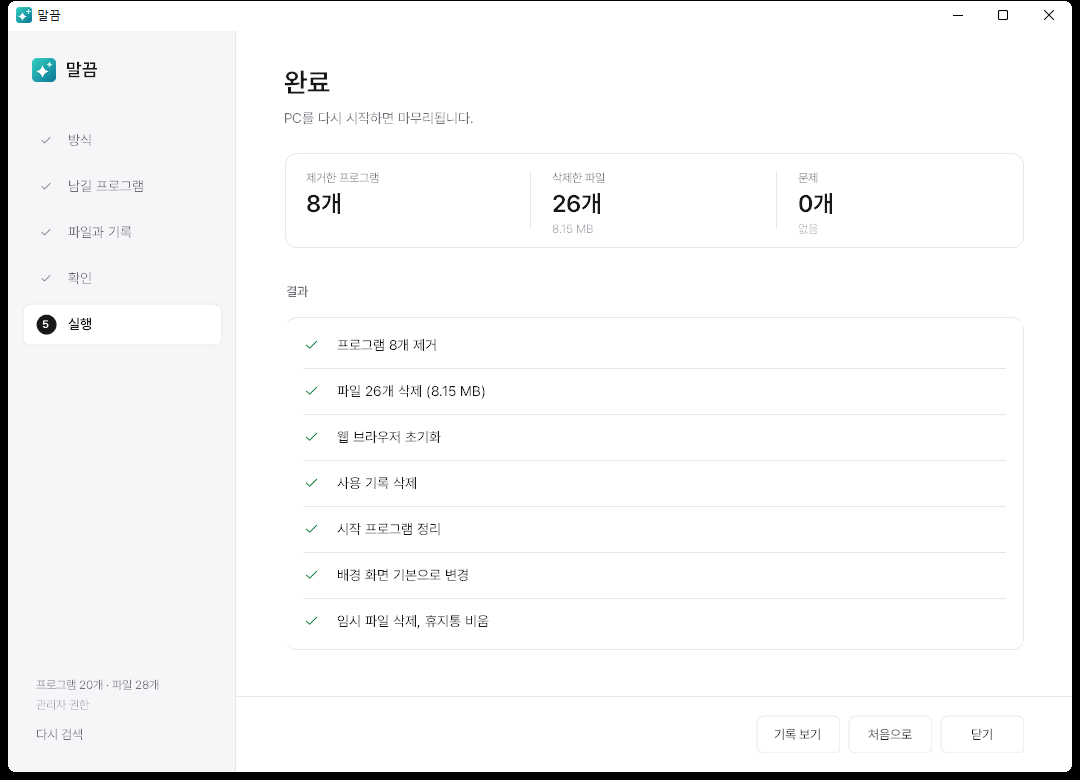 말끔
말끔
방식
남길 프로그램
파일과 기록
확인
5 실행
프로그램 20개 · 파일 28개
관리자 권한
다시 검색
완료
PC를 다시 시작하면 마무리됩니다.
제거한 프로그램
8개
삭제한 파일
26개
8.15 MB
문제
0개
없음
결과
프로그램 8개 제거
파일 26개 삭제 (8.15 MB)
웹 브라우저 초기화
사용 기록 삭제
시작 프로그램 정리
배경 화면 기본으로 변경
임시 파일 삭제, 휴지통 비움
기록 보기
처음으로
닫기